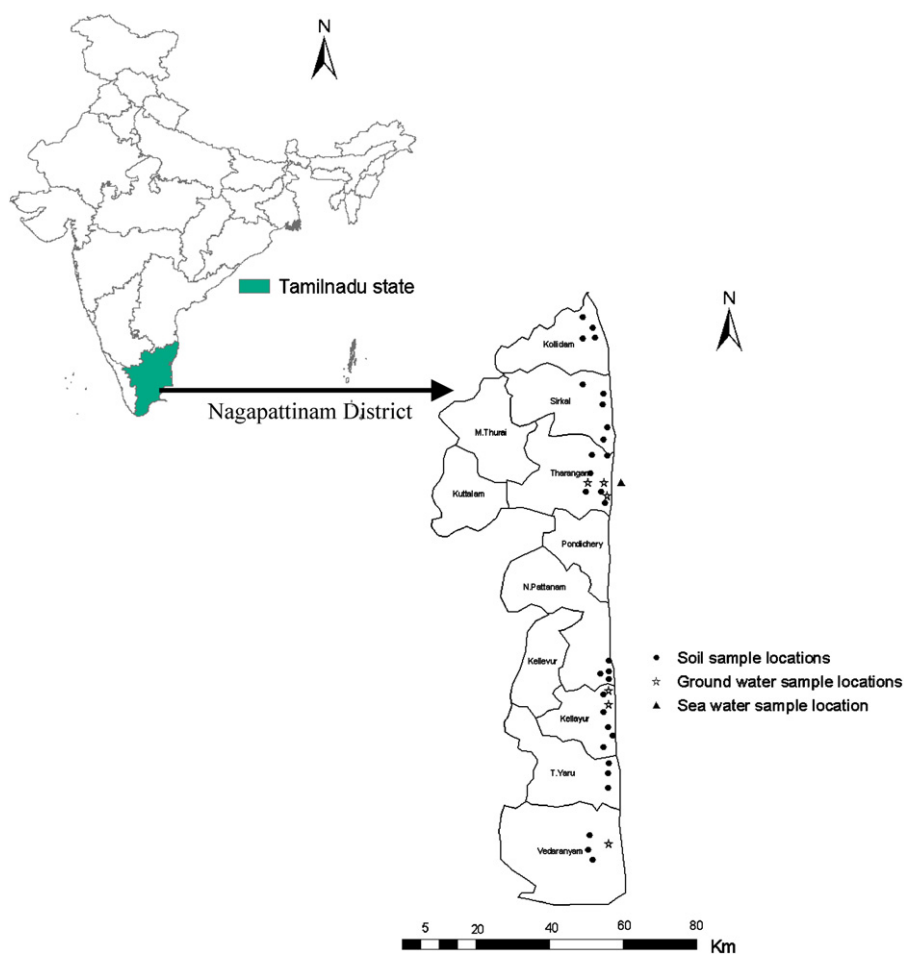 N
Tamilnadu state
N
Nagapattinam District
Kollidam
Sirkal
M.Thurai
Tharangam
Kuttalam
Pondichery
N.Pattanam
Kellevur
Soil sample locations
Ground water sample locations
Sea water sample location
Kellayur
T.Yaru
Vedaranyam
5 20 40 60 80
Km